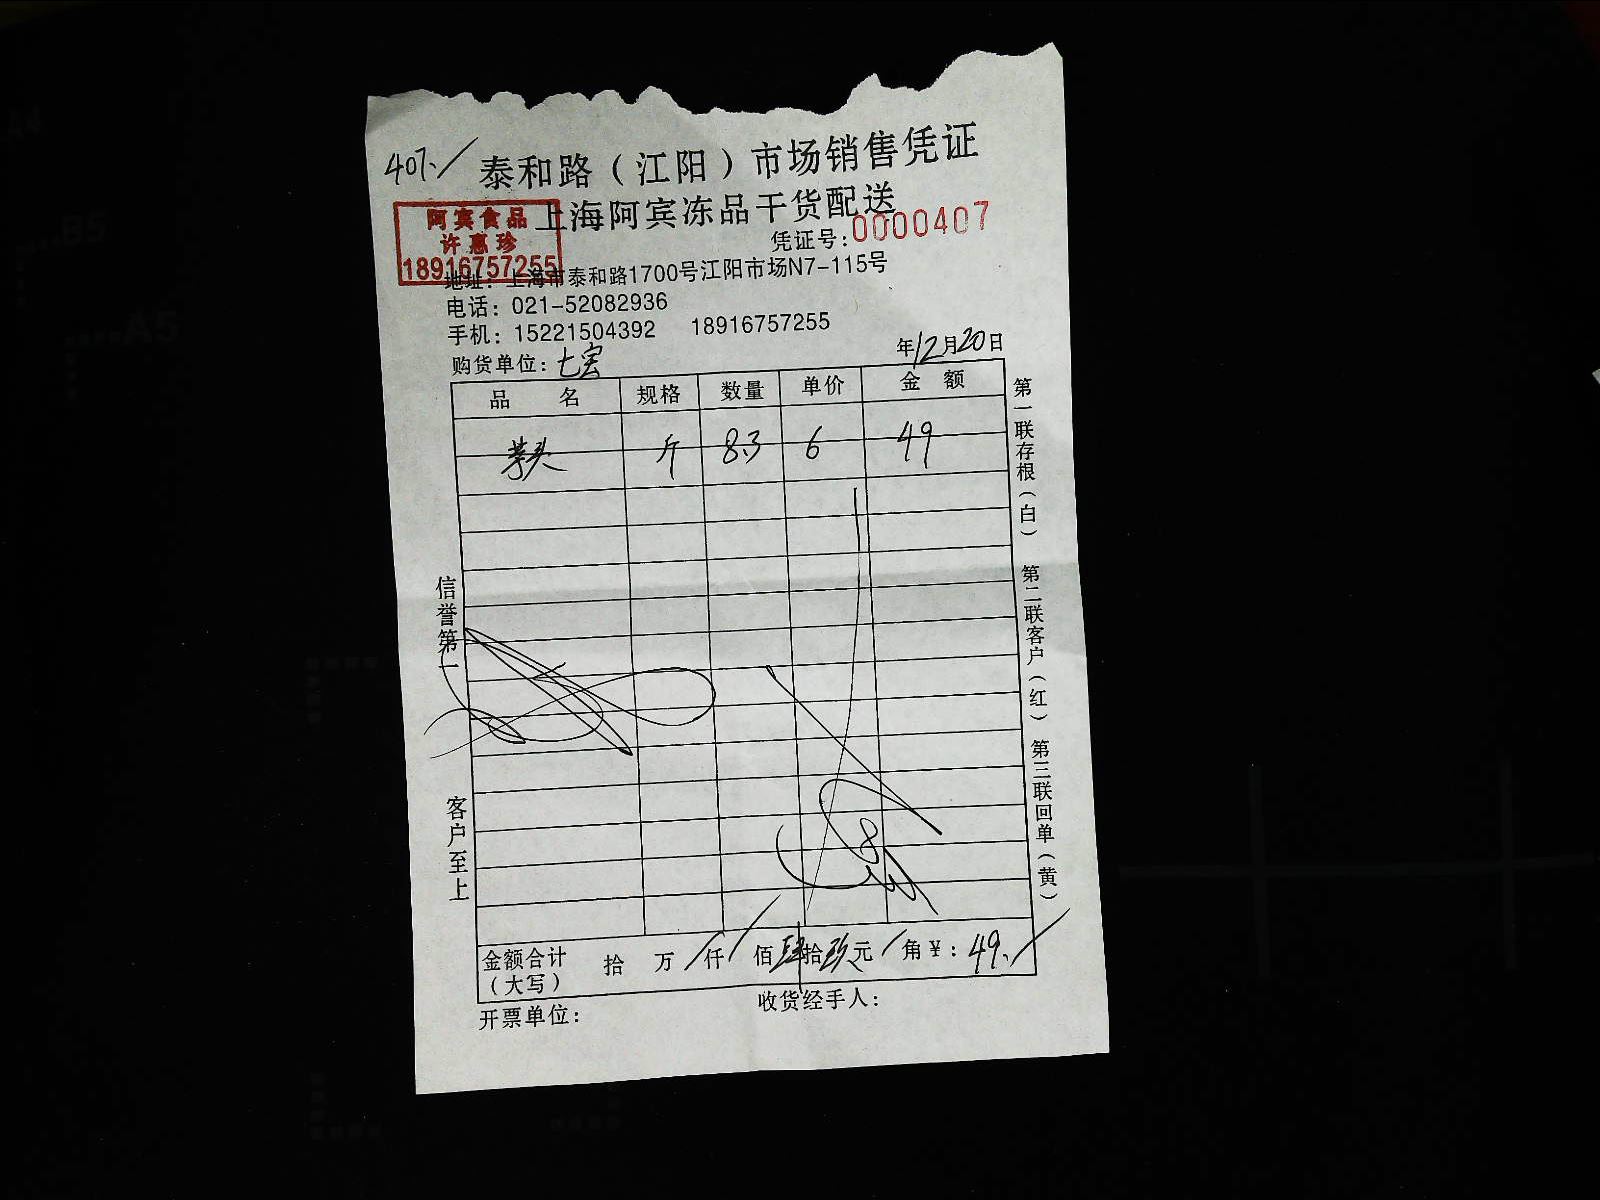 407./
泰和路（江阳）市场销售凭证
上海阿宾冻品干货配送
阿宾食品
许惠珍
18916757255
凭证号:0000407
地址：上海市泰和路1700号江阳市场N7-115号
电话：021-52082936
手机：15221504392 18916757255
购货单位：七宝
年12月20日
品名 规格 数量 单价 金额
芋头 斤 8.3 6 49
第一联存根（白） 第二联客户（红） 第三联回单（黄）
信誉第一 客户至上
金额合计（大写） 拾 万 / 仟 / 佰 肆拾玖元 / 角 ¥：49./
开票单位：
收货经手人：